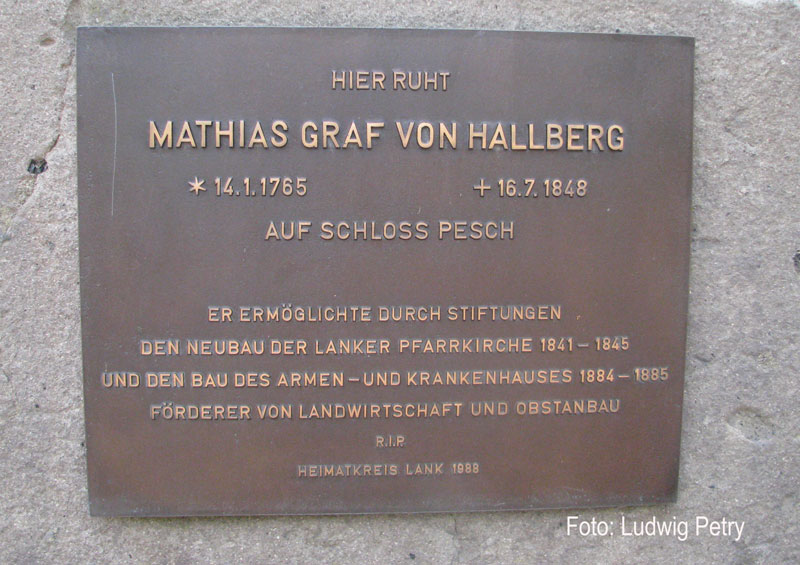 HIER RUHT
MATHIAS GRAF VON HALLBERG
* 14.1.1765 + 16.7.1848
AUF SCHLOSS PESCH
ER ERMÖGLICHTE DURCH STIFTUNGEN
DEN NEUBAU DER LANKER PFARRKIRCHE 1841 – 1845
UND DEN BAU DES ARMEN – UND KRANKENHAUSES 1884 – 1885
FÖRDERER VON LANDWIRTSCHAFT UND OBSTANBAU
R.I.P.
HEIMATKREIS LANK 1988
Foto: Ludwig Petry